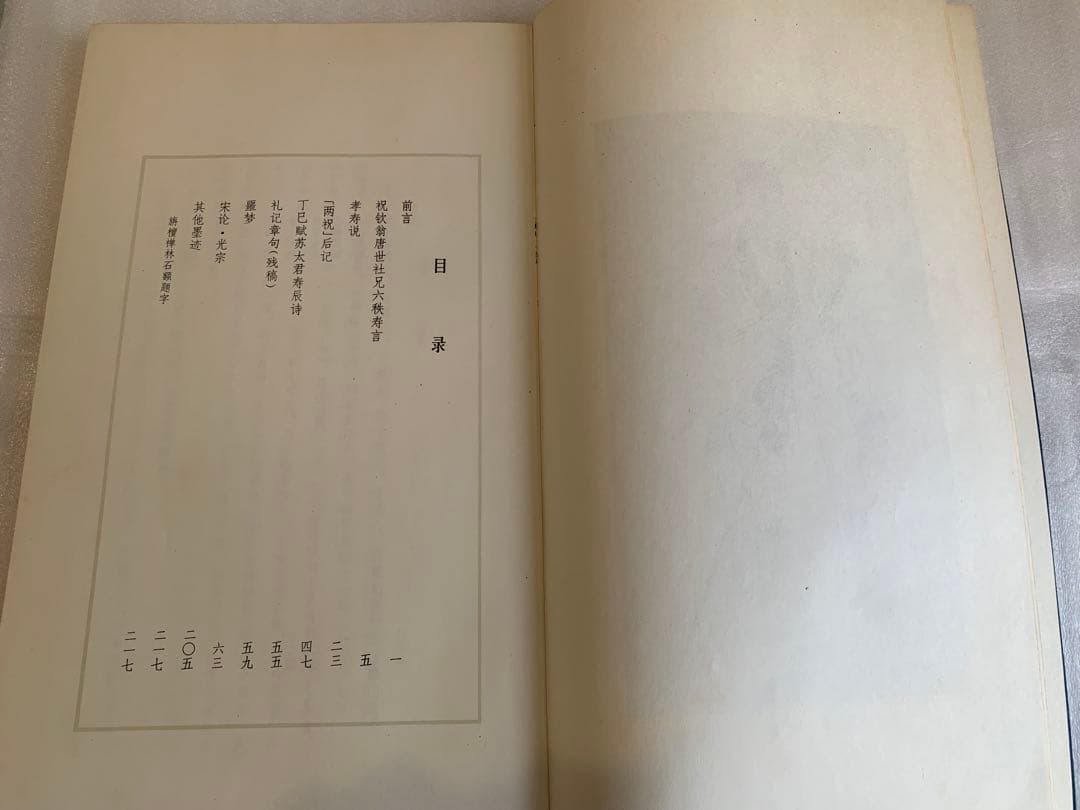 目录
前言 一
祝钦翁唐世社兄六秩寿言 五
孝寿说 二三
「两祝」后记 四七
丁巳赋苏太君寿辰诗 五五
礼记章句(残稿) 五九
噩梦 六三
宋论·光宗 二〇五
其他墨迹 二一七
旃檀禅林石额题字 二一七